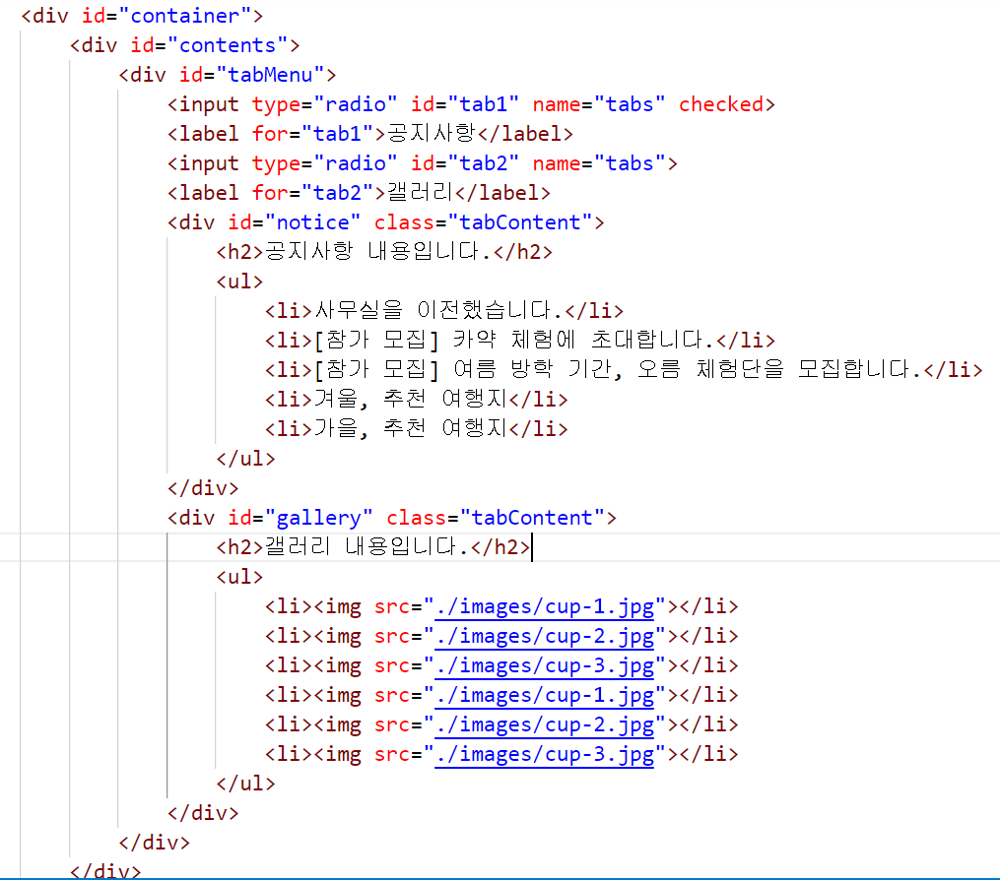 <div id="container">
<div id="contents">
<div id="tabMenu">
<input type="radio" id="tab1" name="tabs" checked>
<label for="tab1">공지사항</label>
<input type="radio" id="tab2" name="tabs">
<label for="tab2">갤러리</label>
<div id="notice" class="tabContent">
<h2>공지사항 내용입니다.</h2>
<ul>
<li>사무실을 이전했습니다.</li>
<li>[참가 모집] 카약 체험에 초대합니다.</li>
<li>[참가 모집] 여름 방학 기간, 오름 체험단을 모집합니다.</li>
<li>겨울, 추천 여행지</li>
<li>가을, 추천 여행지</li>
</ul>
</div>
<div id="gallery" class="tabContent">
<h2>갤러리 내용입니다.</h2>
<ul>
<li><img src="./images/cup-1.jpg"></li>
<li><img src="./images/cup-2.jpg"></li>
<li><img src="./images/cup-3.jpg"></li>
<li><img src="./images/cup-1.jpg"></li>
<li><img src="./images/cup-2.jpg"></li>
<li><img src="./images/cup-3.jpg"></li>
</ul>
</div>
</div>
</div>